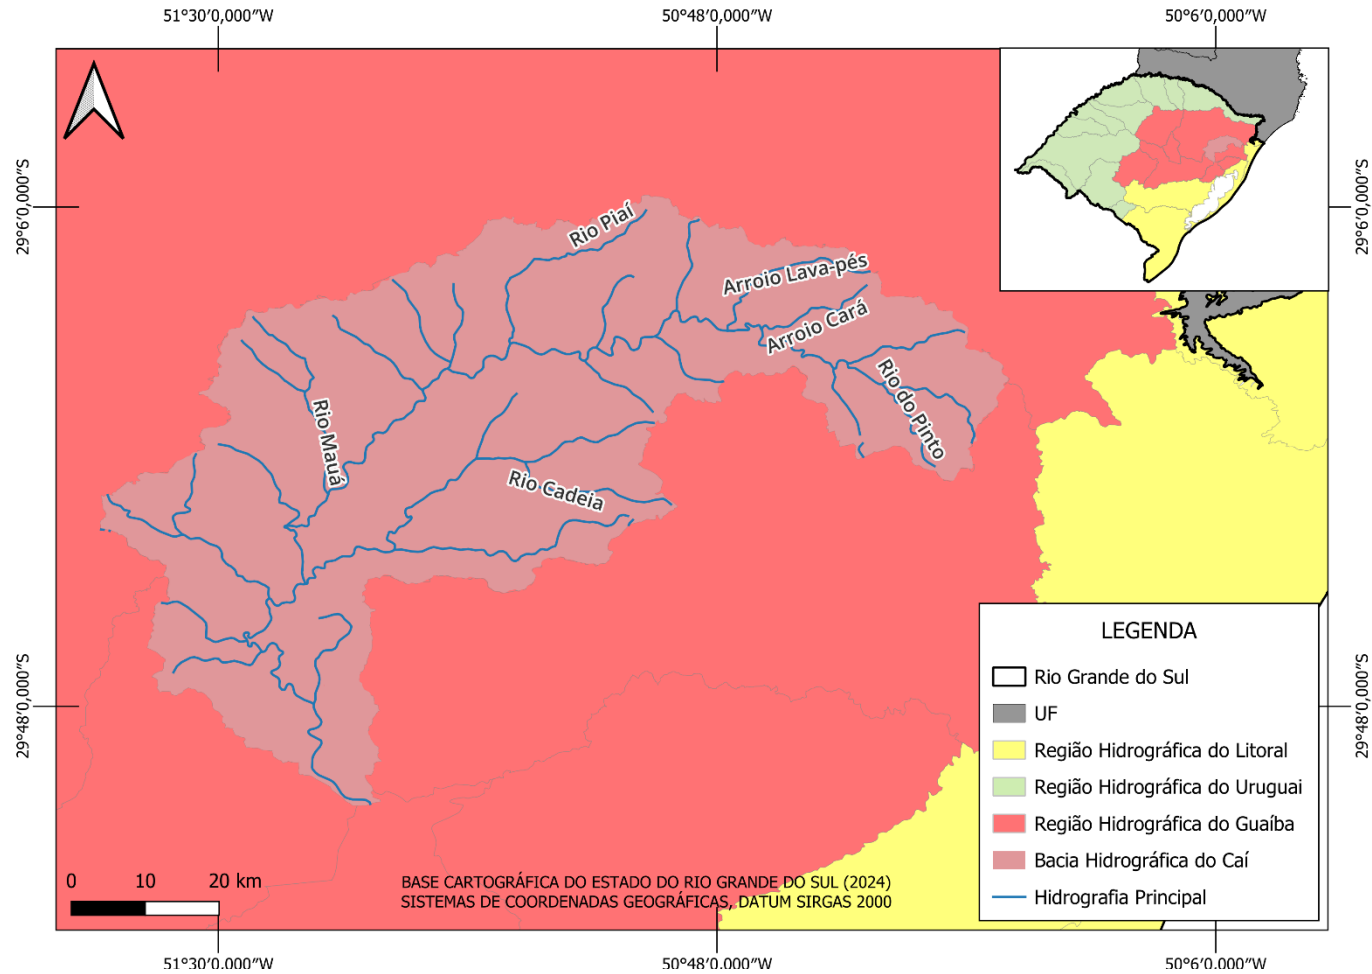 51°30'0,000"W
50°48'0,000"W
50°6'0,000"W
29°6'0,000"S
29°6'0,000"S
Rio Piaí
Arroio Lava-pés
Arroio Cará
Rio do Pinto
Rio Mauá
Rio Cadeia
LEGENDA
Rio Grande do Sul
UF
Região Hidrográfica do Litoral
Região Hidrográfica do Uruguai
Região Hidrográfica do Guaíba
Bacia Hidrográfica do Caí
Hidrografia Principal
29°48'0,000"S
29°48'0,000"S
0 10 20 km
BASE CARTOGRÁFICA DO ESTADO DO RIO GRANDE DO SUL (2024)
SISTEMAS DE COORDENADAS GEOGRÁFICAS, DATUM SIRGAS 2000
51°30'0,000"W
50°48'0,000"W
50°6'0,000"W